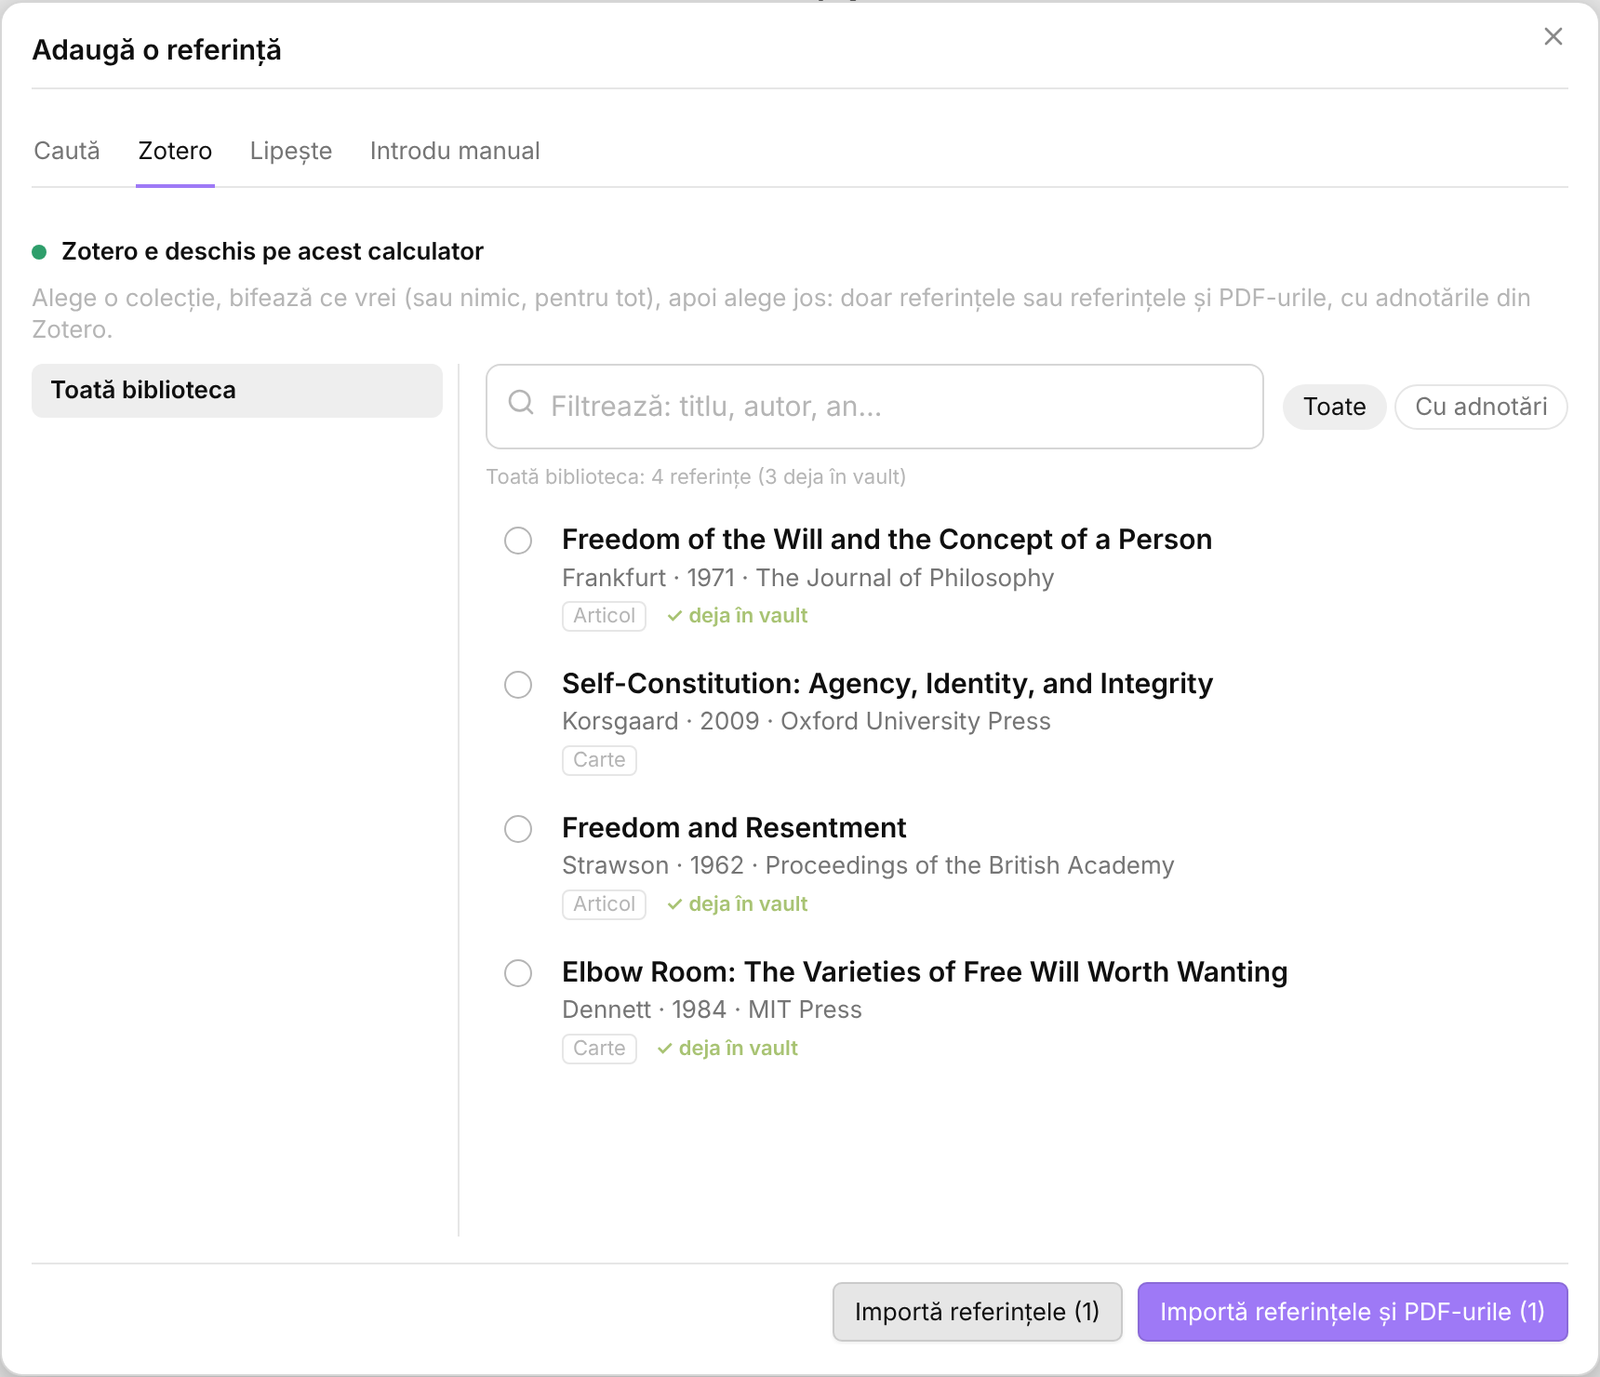 Adaugă o referință
Caută
Zotero
Lipește
Introdu manual
Zotero e deschis pe acest calculator
Alege o colecție, bifează ce vrei (sau nimic, pentru tot), apoi alege jos: doar referințele sau referințele și PDF-urile, cu adnotările din
Zotero.
Toată biblioteca
Filtrează: titlu, autor, an...
Toate
Cu adnotări
Toată biblioteca: 4 referințe (3 deja în vault)
Freedom of the Will and the Concept of a Person
Frankfurt · 1971 · The Journal of Philosophy
Articol ✓ deja în vault
Self-Constitution: Agency, Identity, and Integrity
Korsgaard · 2009 · Oxford University Press
Carte
Freedom and Resentment
Strawson · 1962 · Proceedings of the British Academy
Articol ✓ deja în vault
Elbow Room: The Varieties of Free Will Worth Wanting
Dennett · 1984 · MIT Press
Carte ✓ deja în vault
Importă referințele (1)
Importă referințele și PDF-urile (1)